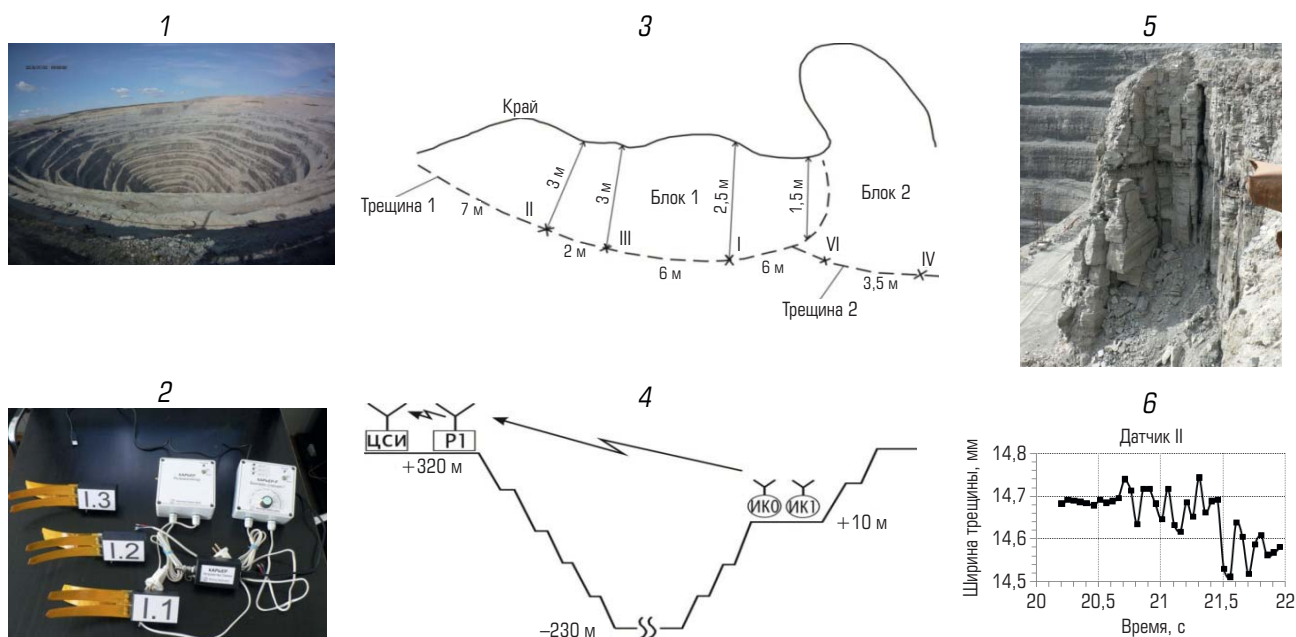 1
3
Край
Трещина 1
7 м
II
3 м
2 м
III
3 м
Блок 1
6 м
2,5 м
I
6 м
1,5 м
Блок 2
VI
Трещина 2
3,5 м
IV
5
2
I.3
I.2
I.1
КАРЬЕР
КАРЬЕР-Р
КАРЬЕР
4
ЦСИ
Р1
+320 м
ИК0
ИК1
+10 м
–230 м
6
Датчик II
Ширина трещины, мм
14,8
14,7
14,6
14,5
20
20,5
21
21,5
22
Время, с